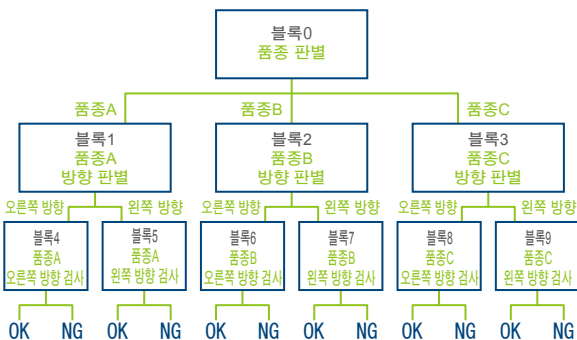 블록0
품종 판별
품종A
품종B
품종C
블록1
품종A
방향 판별
블록2
품종B
방향 판별
블록3
품종C
방향 판별
오른쪽 방향
왼쪽 방향
오른쪽 방향
왼쪽 방향
오른쪽 방향
왼쪽 방향
블록4
품종A
오른쪽 방향 검사
블록5
품종A
왼쪽 방향 검사
블록6
품종B
오른쪽 방향 검사
블록7
품종B
왼쪽 방향 검사
블록8
품종C
오른쪽 방향 검사
블록9
품종C
왼쪽 방향 검사
OK
NG
OK
NG
OK
NG
OK
NG
OK
NG
OK
NG